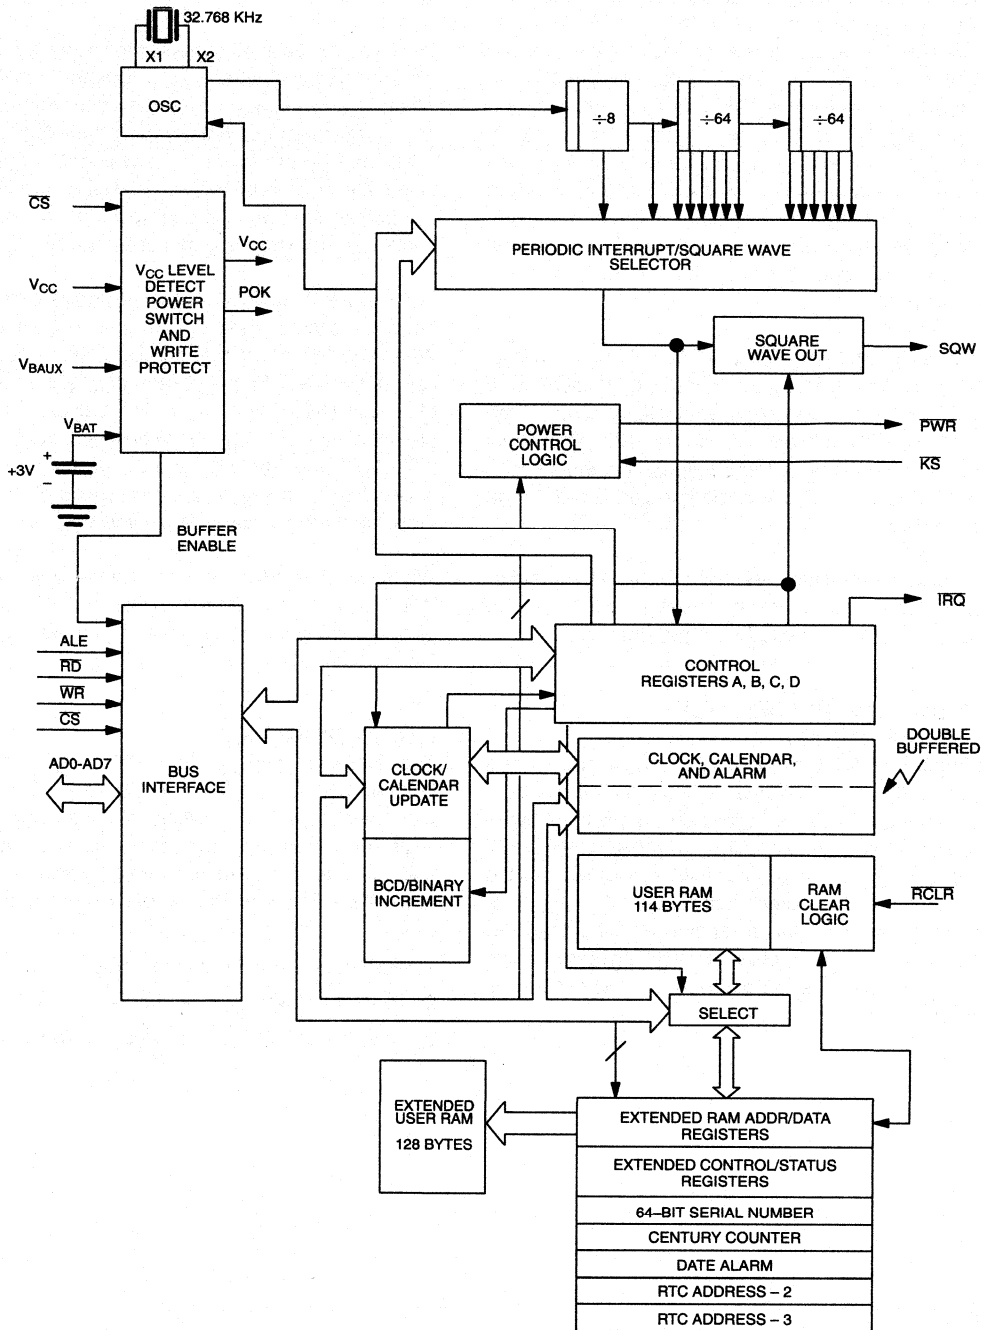 32.768 KHz
X1
X2
OSC
÷8
÷64
÷64
CS
VCC
VBAUX
VBAT
+3V
+
–
VCC LEVEL
DETECT
POWER
SWITCH
AND
WRITE
PROTECT
VCC
POK
PERIODIC INTERRUPT/SQUARE WAVE
SELECTOR
SQUARE
WAVE OUT
SQW
POWER
CONTROL
LOGIC
PWR
KS
BUFFER
ENABLE
IRQ
ALE
RD
WR
CS
AD0-AD7
BUS
INTERFACE
CONTROL
REGISTERS A, B, C, D
DOUBLE
BUFFERED
CLOCK/
CALENDAR
UPDATE
CLOCK, CALENDAR,
AND ALARM
BCD/BINARY
INCREMENT
USER RAM
114 BYTES
RAM
CLEAR
LOGIC
RCLR
SELECT
EXTENDED
USER RAM
128 BYTES
EXTENDED RAM ADDR/DATA
REGISTERS
EXTENDED CONTROL/STATUS
REGISTERS
64–BIT SERIAL NUMBER
CENTURY COUNTER
DATE ALARM
RTC ADDRESS – 2
RTC ADDRESS – 3